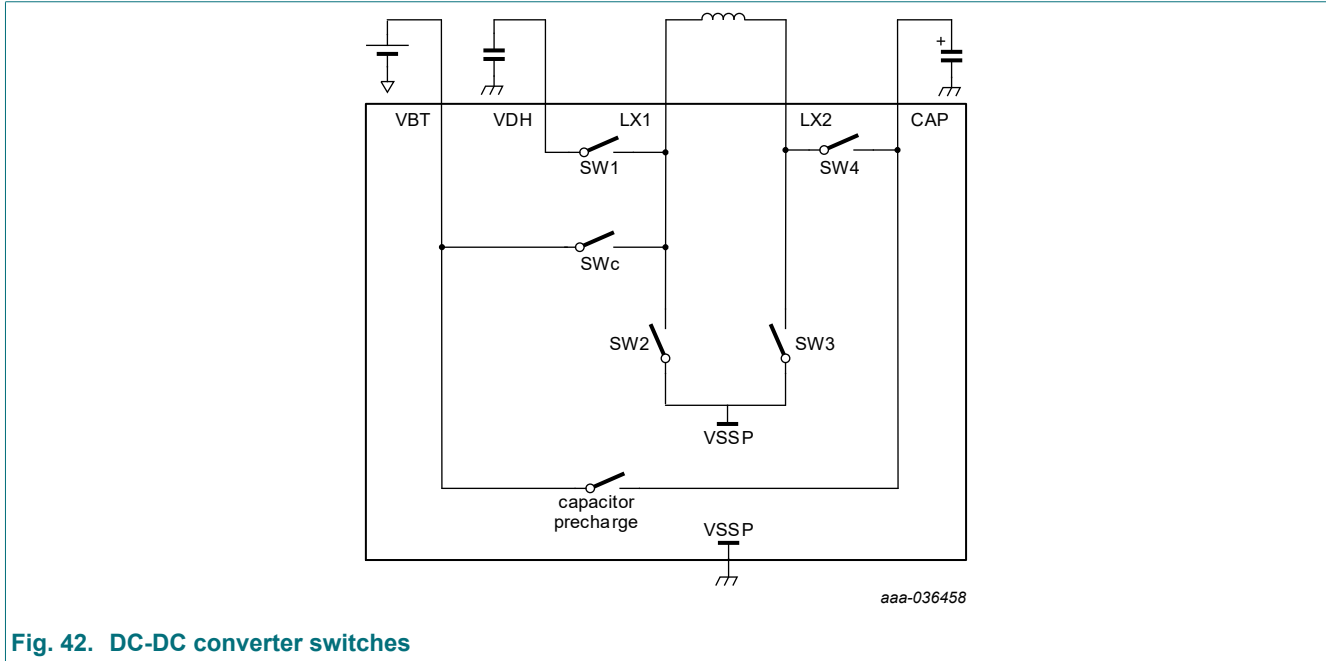 +
VBT
VDH
LX1
LX2
CAP
SW1
SW4
SWc
SW2
SW3
VSSP
capacitor
precharge
VSSP
aaa-036458
Fig. 42. DC-DC converter switches